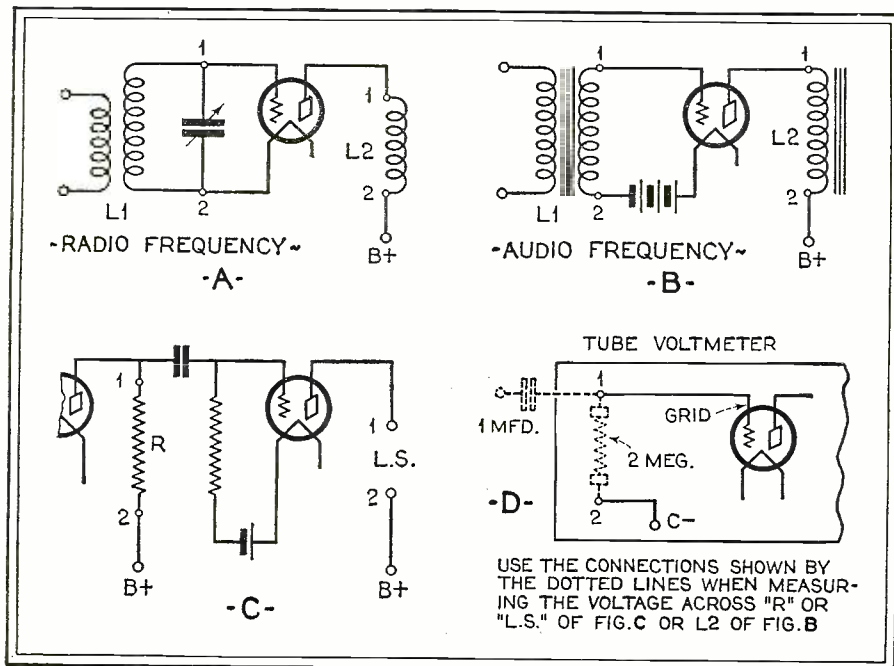 1
1
L2
2
2
L1
B+
~RADIO FREQUENCY~
-A-
1
1
L2
2
2
L1
B+
-AUDIO FREQUENCY~
-B-
1
R
2
B+
1
L.S.
2
B+
-C-
TUBE VOLTMETER
1
GRID
1 MFD.
2 MEG.
-D-
2
C-
USE THE CONNECTIONS SHOWN BY
THE DOTTED LINES WHEN MEASUR-
ING THE VOLTAGE ACROSS "R" OR
"L.S." OF FIG.C OR L2 OF FIG.B